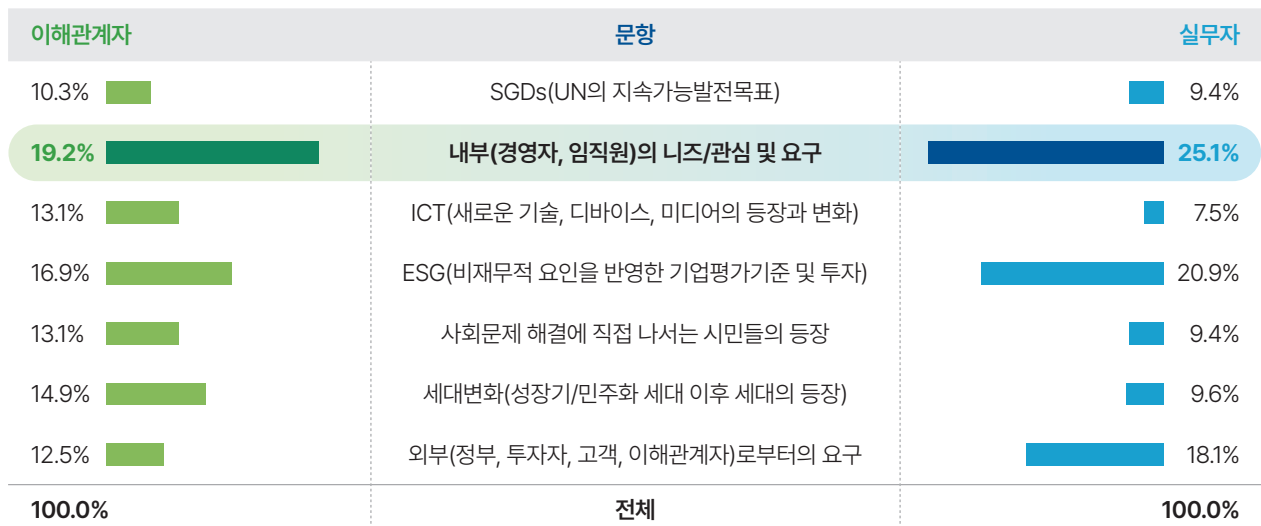 이해관계자 문항 실무자
10.3% SGDs(UN의 지속가능발전목표) 9.4%
19.2% 내부(경영자, 임직원)의 니즈/관심 및 요구 25.1%
13.1% ICT(새로운 기술, 디바이스, 미디어의 등장과 변화) 7.5%
16.9% ESG(비재무적 요인을 반영한 기업평가기준 및 투자) 20.9%
13.1% 사회문제 해결에 직접 나서는 시민들의 등장 9.4%
14.9% 세대변화(성장기/민주화 세대 이후 세대의 등장) 9.6%
12.5% 외부(정부, 투자자, 고객, 이해관계자)로부터의 요구 18.1%
100.0% 전체 100.0%